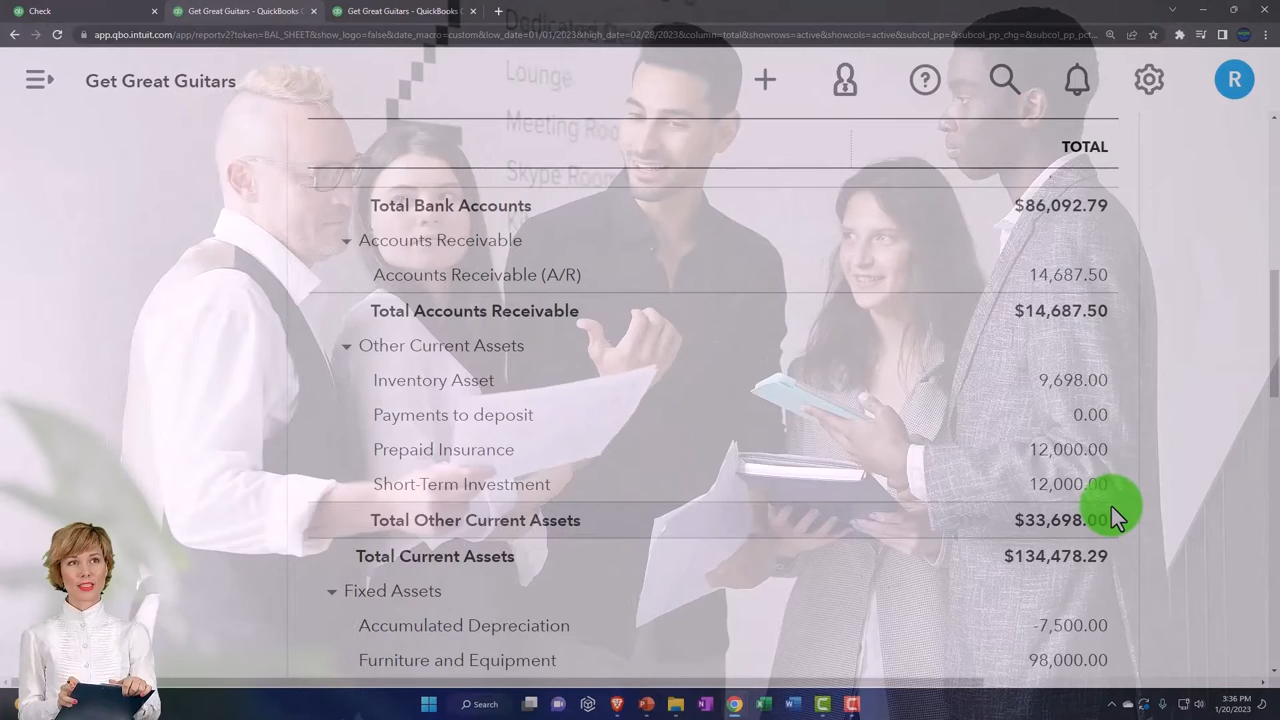 Check
Get Great Guitars - QuickBooks
Get Great Guitars - QuickBooks
app.qbo.intuit.com/app/reportv2?token=BAL_SHEET&show_logo=false&date_macro=custom&low_date=01/01/2023&high_date=02/28/2023&column=total&showrows=active&showcols=active&subcol_pp=&subcol_pp_chg=&subcol_pp_pct...
Get Great Guitars
R
Lounge
Meeting Roo
Skype Room
TOTAL
Total Bank Accounts $86,092.79
Accounts Receivable
Accounts Receivable (A/R) 14,687.50
Total Accounts Receivable $14,687.50
Other Current Assets
Inventory Asset 9,698.00
Payments to deposit 0.00
Prepaid Insurance 12,000.00
Short-Term Investment 12,000.00
Total Other Current Assets $33,698.00
Total Current Assets $134,478.29
Fixed Assets
Accumulated Depreciation -7,500.00
Furniture and Equipment 98,000.00
Search
3:36 PM
1/20/2023